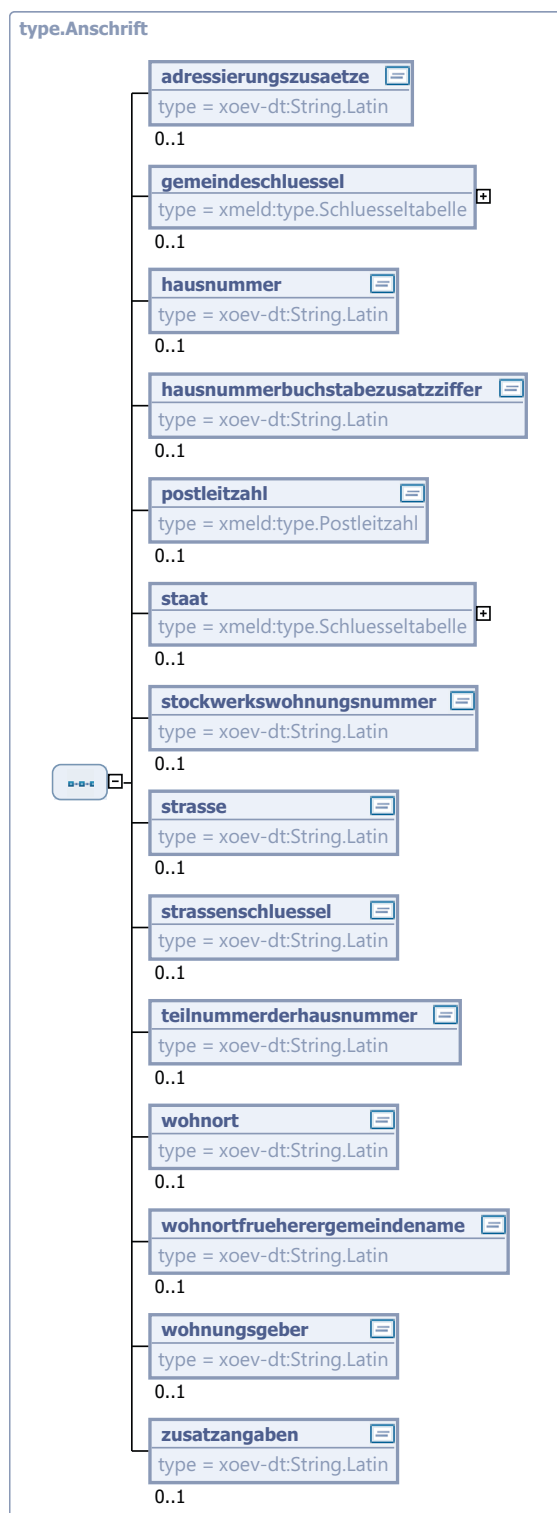 type.Anschrift
adressierungszusaetze
type = xoev-dt:String.Latin
0..1
gemeindeschluessel
type = xmeld:type.Schluesseltabelle
0..1
hausnummer
type = xoev-dt:String.Latin
0..1
hausnummerbuchstabezusatzziffer
type = xoev-dt:String.Latin
0..1
postleitzahl
type = xmeld:type.Postleitzahl
0..1
staat
type = xmeld:type.Schluesseltabelle
0..1
stockwerkswohnungsnummer
type = xoev-dt:String.Latin
0..1
strasse
type = xoev-dt:String.Latin
0..1
strassenschluessel
type = xoev-dt:String.Latin
0..1
teilnummerderhausnummer
type = xoev-dt:String.Latin
0..1
wohnort
type = xoev-dt:String.Latin
0..1
wohnortfrueherergemeindename
type = xoev-dt:String.Latin
0..1
wohnungsgeber
type = xoev-dt:String.Latin
0..1
zusatzangaben
type = xoev-dt:String.Latin
0..1